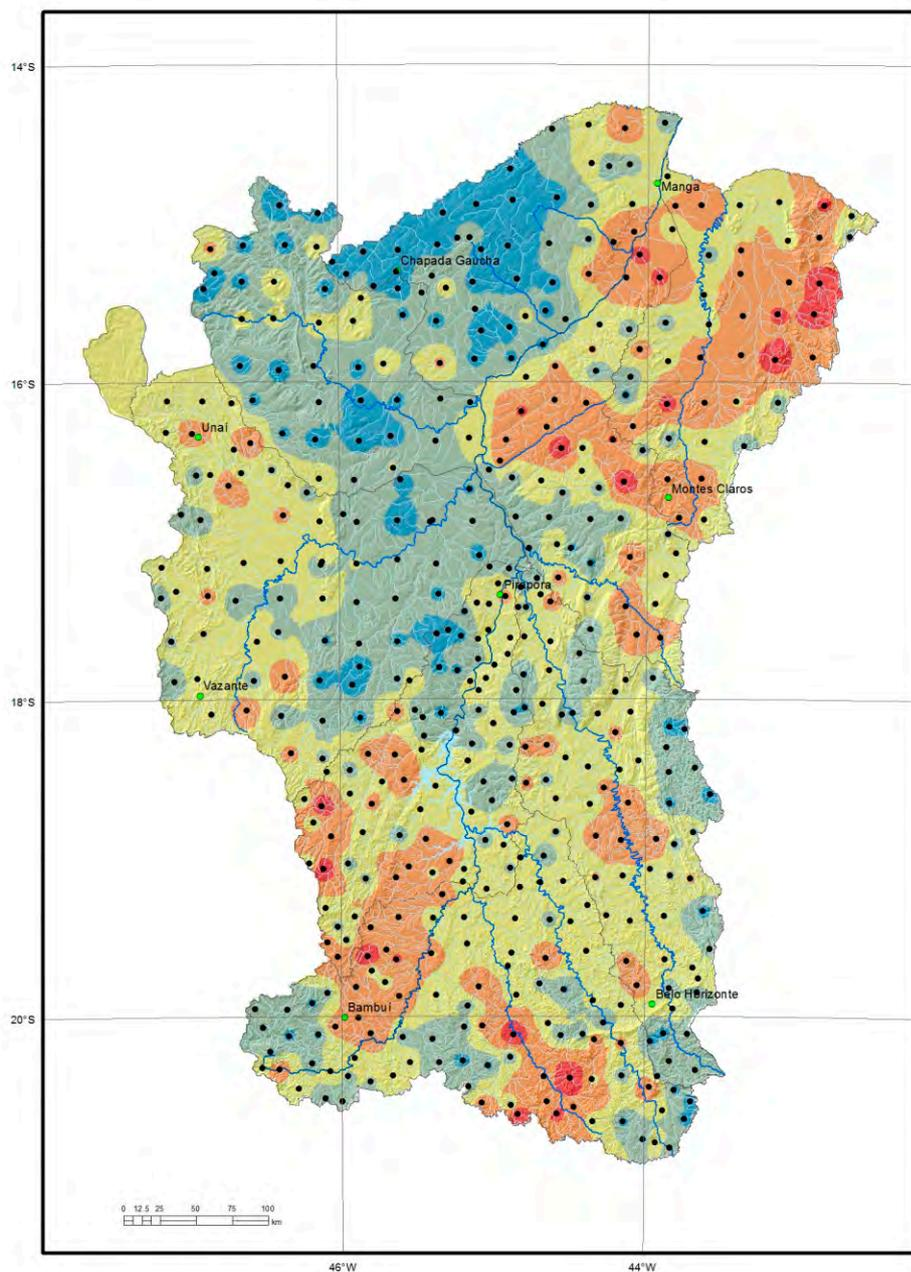 14°S
Manga
Chapada Gaucha
16°S
Unaí
Montes Claros
Pirapora
Vazante
18°S
Belo Horizonte
Bambuí
20°S
0 12.5 25 50 75 100
km
46°W 44°W